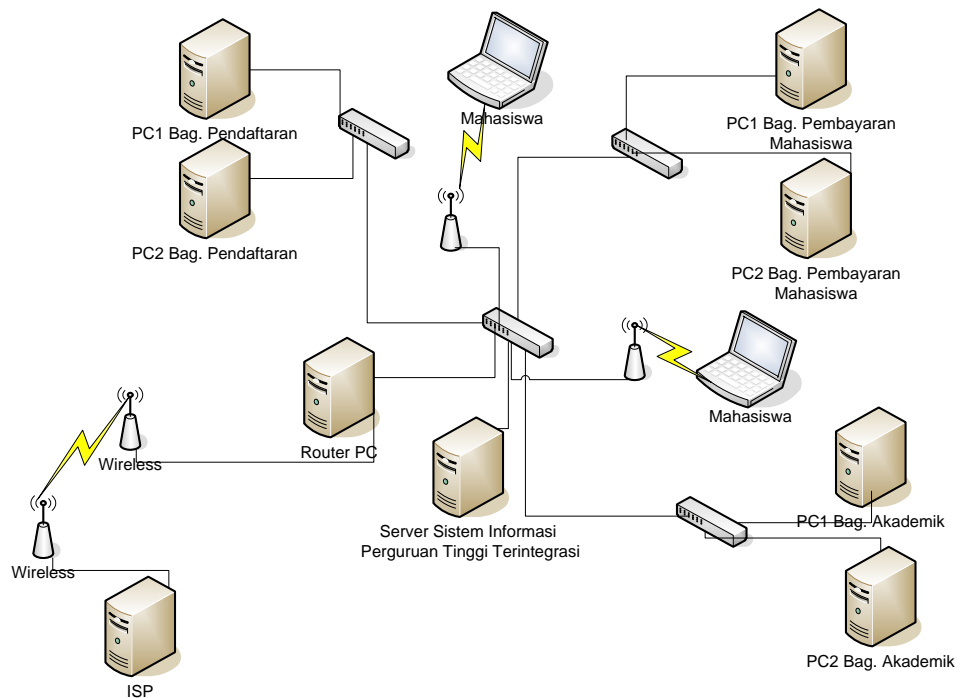 PC1 Bag. Pendaftaran
Mahasiswa
PC1 Bag. Pembayaran
Mahasiswa
PC2 Bag. Pendaftaran
PC2 Bag. Pembayaran
Mahasiswa
Mahasiswa
Router PC
Wireless
Server Sistem Informasi
Perguruan Tinggi Terintegrasi
PC1 Bag. Akademik
Wireless
PC2 Bag. Akademik
ISP